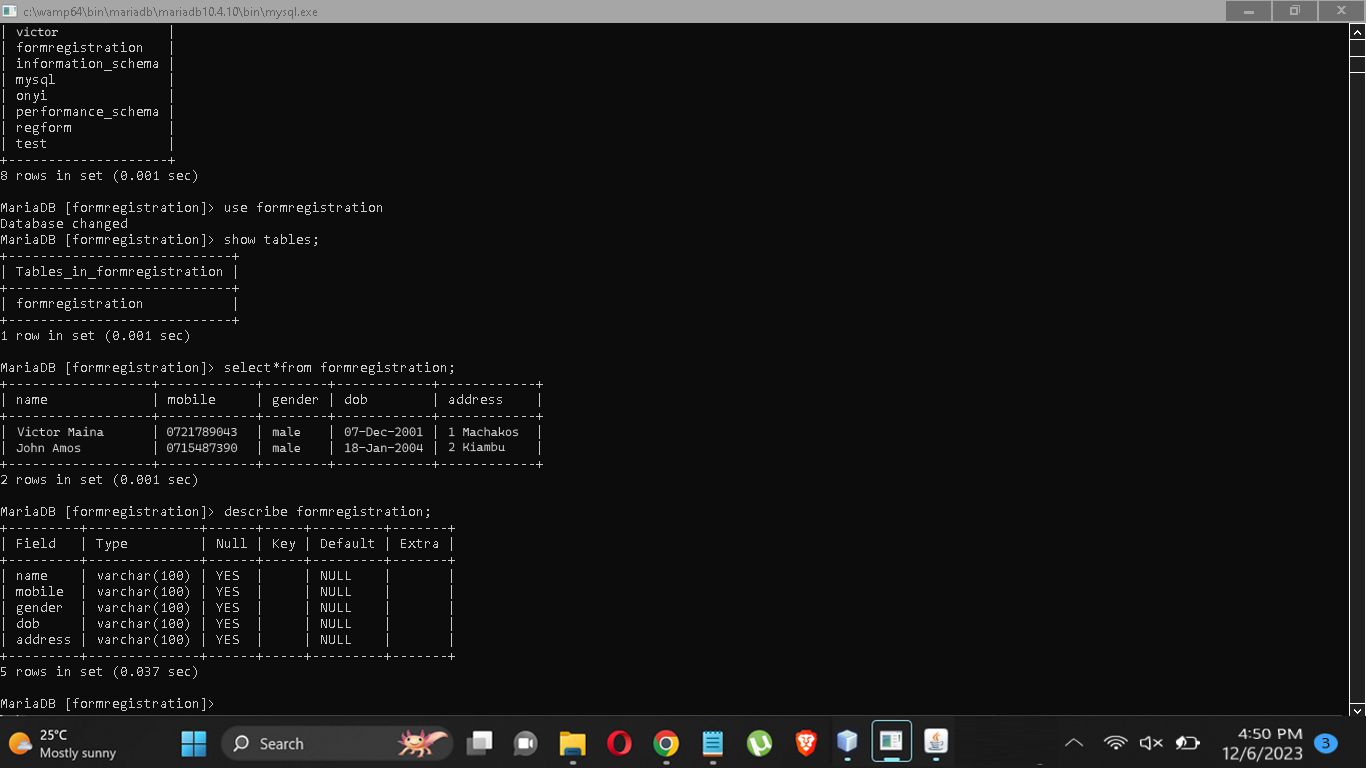 c:\wamp64\bin\mariadb\mariadb10.4.10\bin\mysql.exe
| victor             |
| formregistration   |
| information_schema |
| mysql              |
| onyi               |
| performance_schema |
| regform            |
| test               |
+--------------------+
8 rows in set (0.001 sec)
MariaDB [formregistration]> use formregistration
Database changed
MariaDB [formregistration]> show tables;
+----------------------------+
| Tables_in_formregistration |
+----------------------------+
| formregistration           |
+----------------------------+
1 row in set (0.001 sec)
MariaDB [formregistration]> select*from formregistration;
+------------------+------------+--------+-------------+------------+
| name             | mobile     | gender | dob         | address    |
+------------------+------------+--------+-------------+------------+
| Victor Maina     | 0721789043 | male   | 07-Dec-2001 | 1 Machakos |
| John Amos        | 0715487390 | male   | 18-Jan-2004 | 2 Kiambu   |
+------------------+------------+--------+-------------+------------+
2 rows in set (0.001 sec)
MariaDB [formregistration]> describe formregistration;
+---------+--------------+------+-----+---------+-------+
| Field   | Type         | Null | Key | Default | Extra |
+---------+--------------+------+-----+---------+-------+
| name    | varchar(100) | YES  |     | NULL    |       |
| mobile  | varchar(100) | YES  |     | NULL    |       |
| gender  | varchar(100) | YES  |     | NULL    |       |
| dob     | varchar(100) | YES  |     | NULL    |       |
| address | varchar(100) | YES  |     | NULL    |       |
+---------+--------------+------+-----+---------+-------+
5 rows in set (0.037 sec)
MariaDB [formregistration]>
25°C
Mostly sunny
Search
4:50 PM
12/6/2023
3